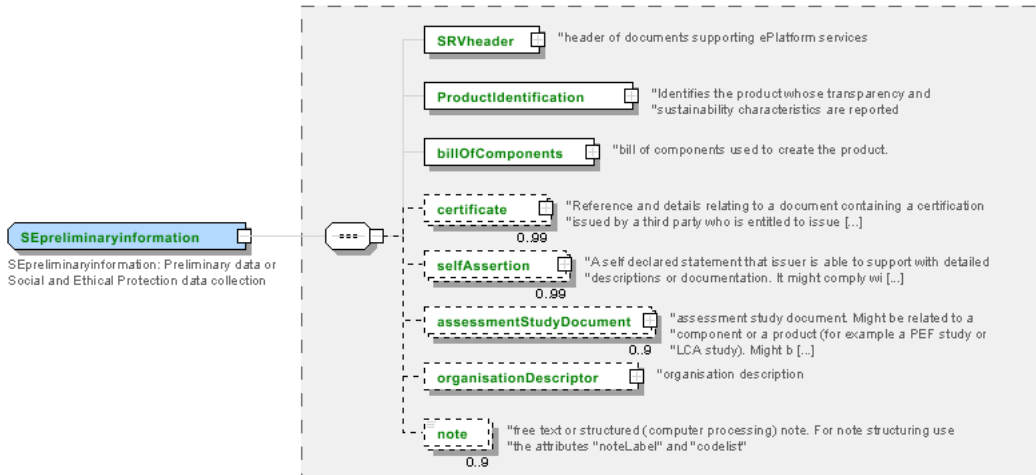 SRVheader
"header of documents supporting ePlatform services
ProductIdentification
"Identifies the product whose transparency and
"sustainability characteristics are reported
billOfComponents
"bill of components used to create the product.
certificate
"Reference and details relating to a document containing a certification
"issued by a third party who is entitled to issue [...]
0..99
SEpreliminaryinformation
SEpreliminaryinformation: Preliminary data or
Social and Ethical Protection data collection
selfAssertion
"A self declared statement that issuer is able to support with detailed
"descriptions or documentation. It might comply wi [...]
0..99
assessmentStudyDocument
"assessment study document. Might be related to a
"component or a product (for example a PEF study or
"LCA study). Might b [...]
0..9
organisationDescriptor
"organisation description
note
"free text or structured (computer processing) note. For note structuring use
"the attributes "noteLabel" and "codelist"
0..9